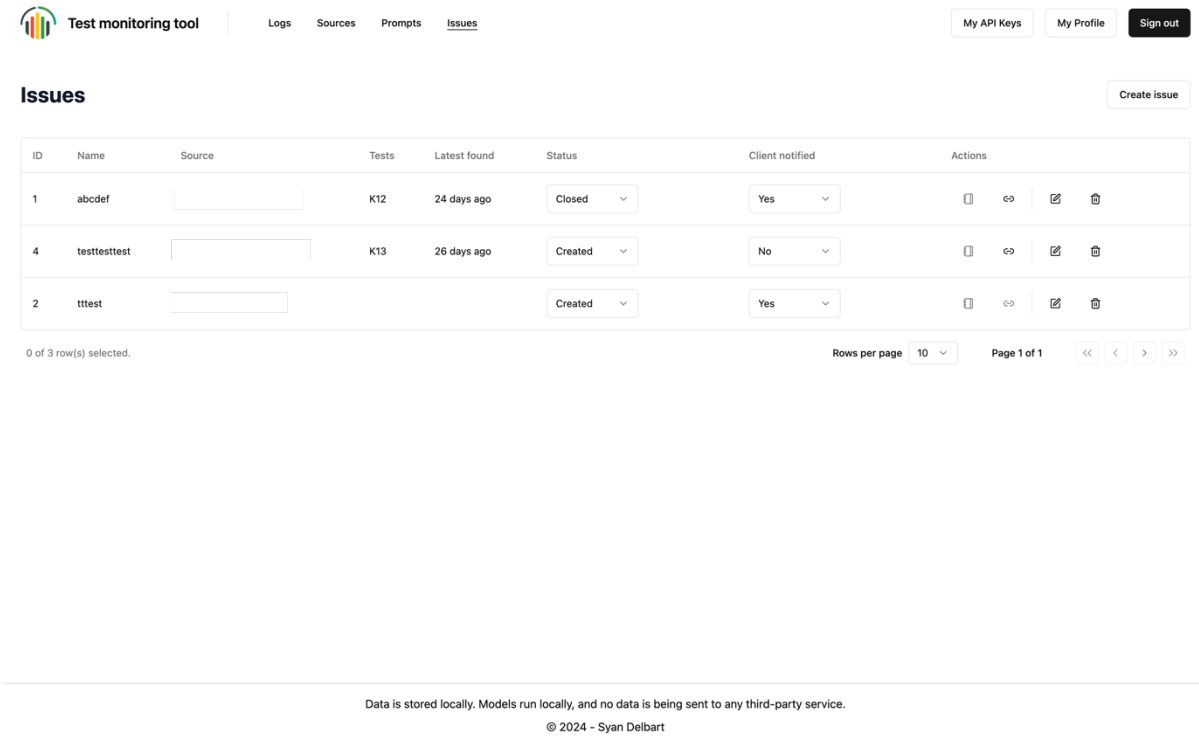 Test monitoring tool Logs Sources Prompts Issues My API Keys My Profile Sign out
Issues Create issue
ID Name Source Tests Latest found Status Client notified Actions
1 abcdef K12 24 days ago Closed Yes
4 testtesttest K13 26 days ago Created No
2 tttest Created Yes
0 of 3 row(s) selected. Rows per page 10 Page 1 of 1
Data is stored locally. Models run locally, and no data is being sent to any third-party service.
© 2024 - Syan Delbart